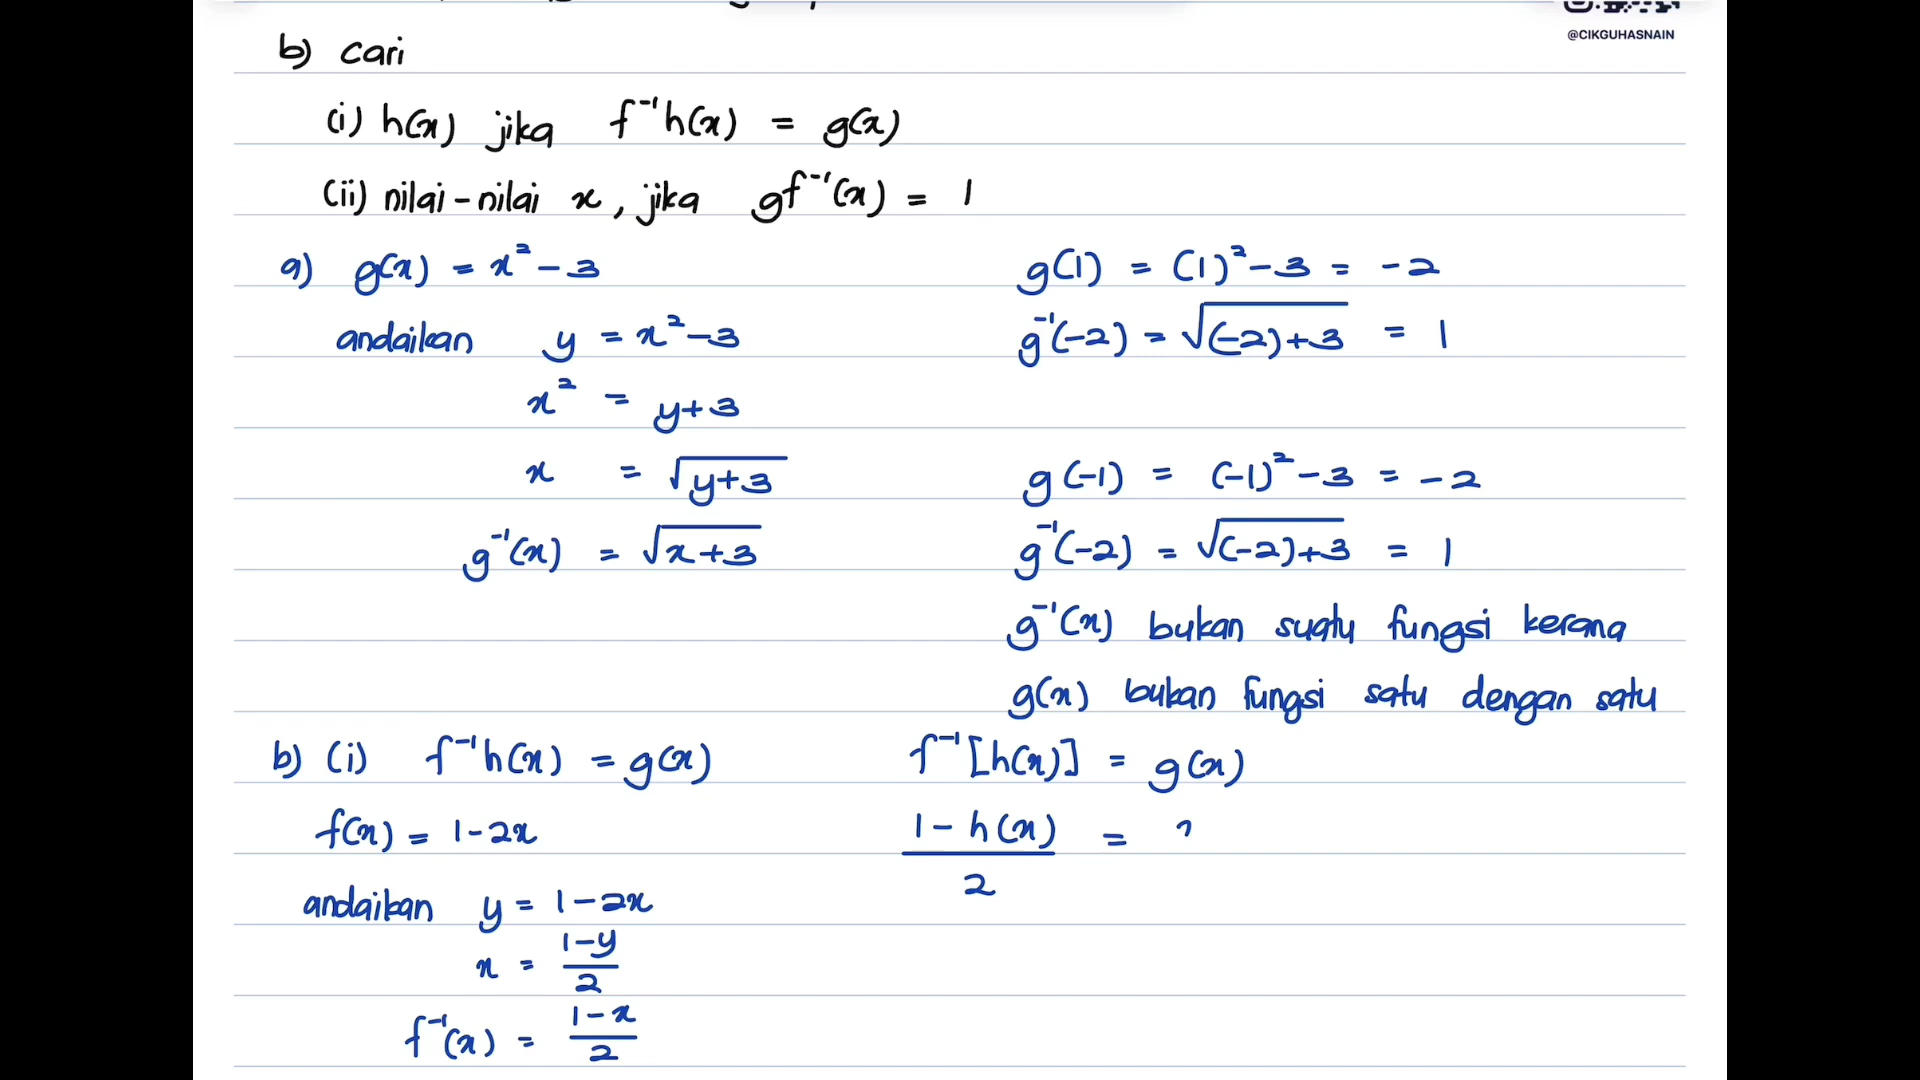 @CIKGUHASNAIN
b) cari
(i) h(x) jika f⁻¹h(x) = g(x)
(ii) nilai-nilai x, jika gf⁻¹(x) = 1
a) g(x) = x² - 3
andaikan y = x² - 3
x² = y+3
x = √(y+3)
g⁻¹(x) = √(x+3)
g(1) = (1)² - 3 = -2
g⁻¹(-2) = √((-2)+3) = 1
g(-1) = (-1)² - 3 = -2
g⁻¹(-2) = √((-2)+3) = 1
g⁻¹(x) bukan suatu fungsi kerana
g(x) bukan fungsi satu dengan satu
b) (i) f⁻¹h(x) = g(x)
f(x) = 1-2x
andaikan y = 1-2x
x = (1-y)/2
f⁻¹(x) = (1-x)/2
f⁻¹[h(x)] = g(x)
(1-h(x))/2 =